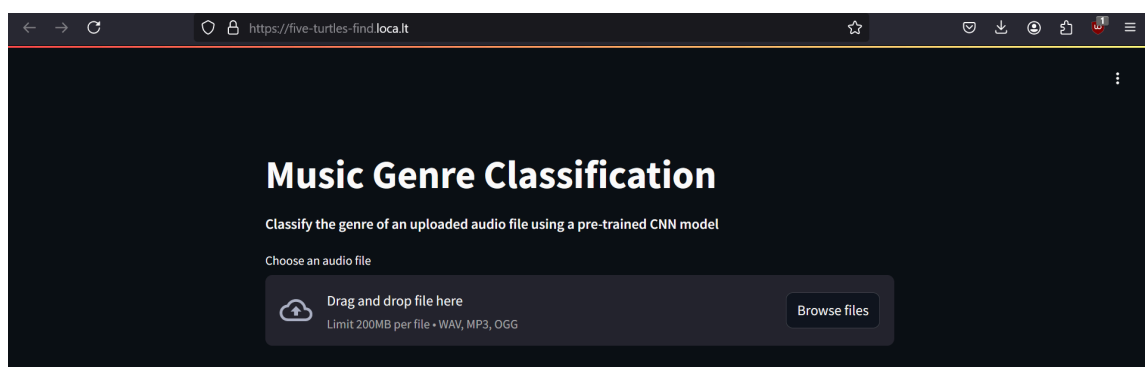 https://five-turtles-find.loca.lt
1
Music Genre Classification
Classify the genre of an uploaded audio file using a pre-trained CNN model
Choose an audio file
Drag and drop file here
Limit 200MB per file • WAV, MP3, OGG
Browse files